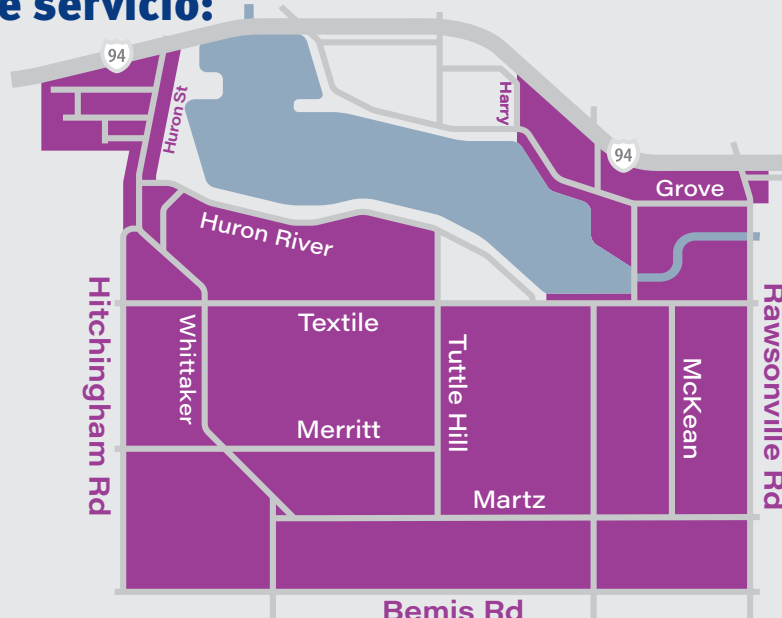 e servicio:
94
Huron St
Harry
94
Grove
Huron River
Hitchingham Rd
Whittaker
Textile
Tuttle Hill
McKean
Rawsonville Rd
Merritt
Martz
Bemis Rd